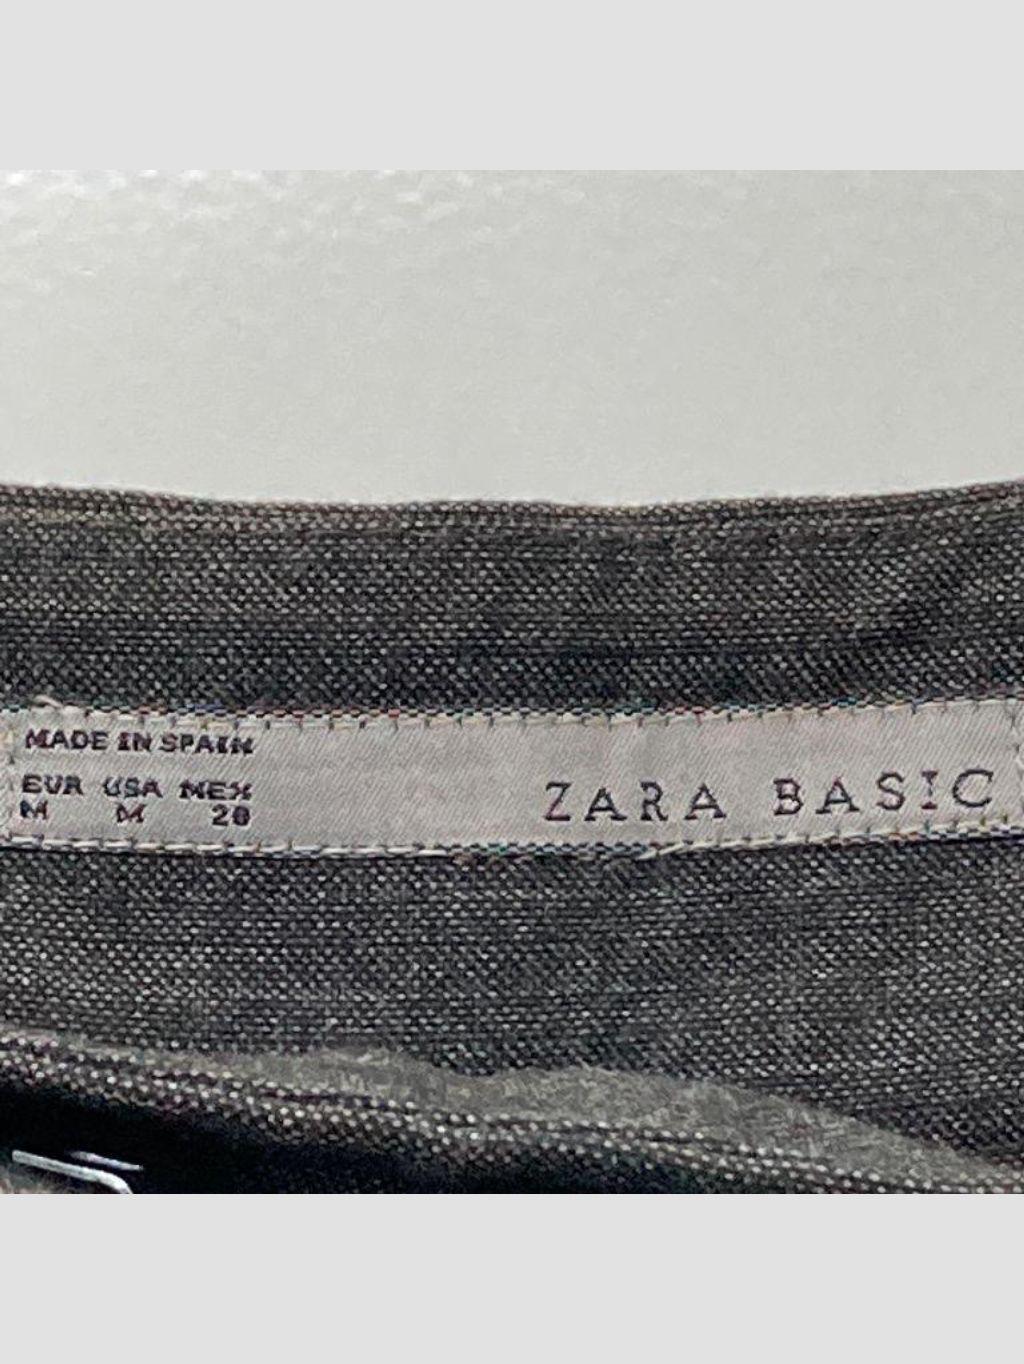 MADE IN SPAIN
EUR USA MEX
M M 28
ZARA BASIC